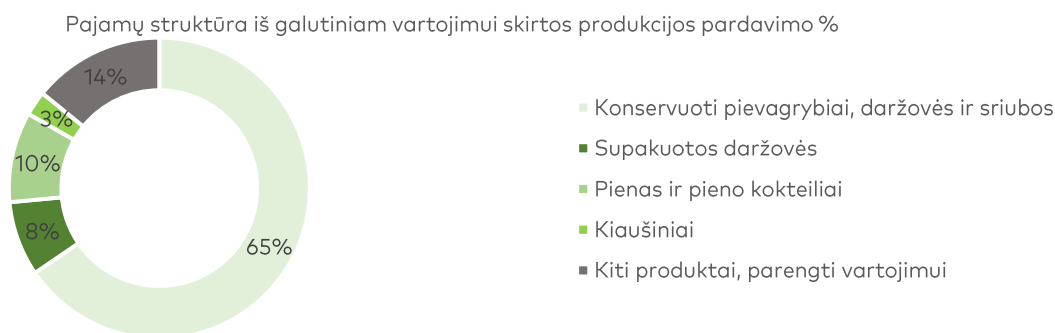 Pajamų struktūra iš galutiniam vartojimui skirtos produkcijos pardavimo %
14%
3%
10%
8%
65%
Konservuoti pievagrybiai, daržovės ir sriubos
Supakuotos daržovės
Pienas ir pieno kokteiliai
Kiaušiniai
Kiti produktai, parengti vartojimui